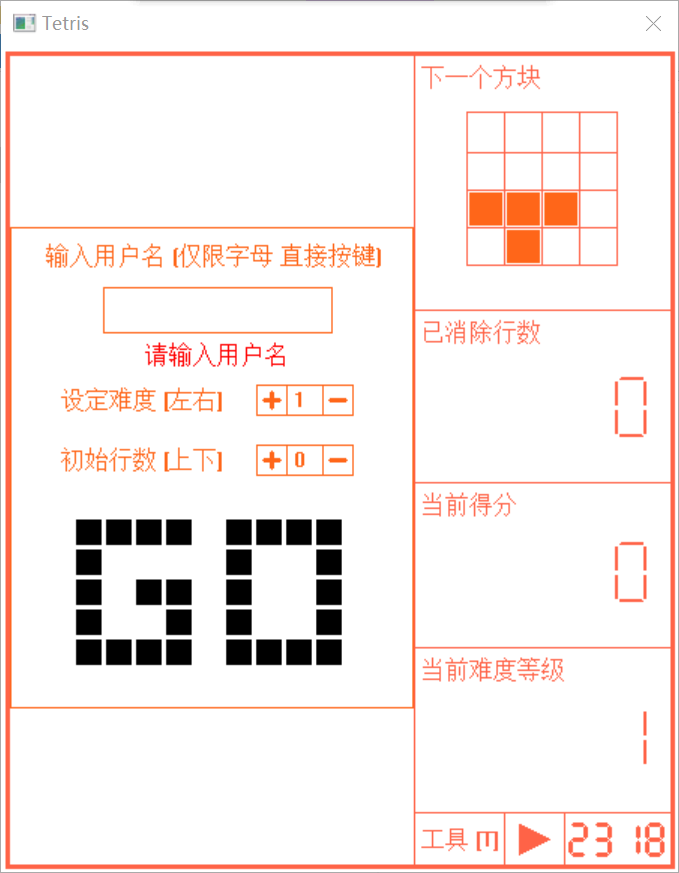 Tetris
输入用户名 (仅限字母 直接按键)
请输入用户名
设定难度 [左右]
+ 1 −
初始行数 [上下]
+ 0 −
GO
下一个方块
已消除行数
0
当前得分
0
当前难度等级
1
工具 [T]
23 18